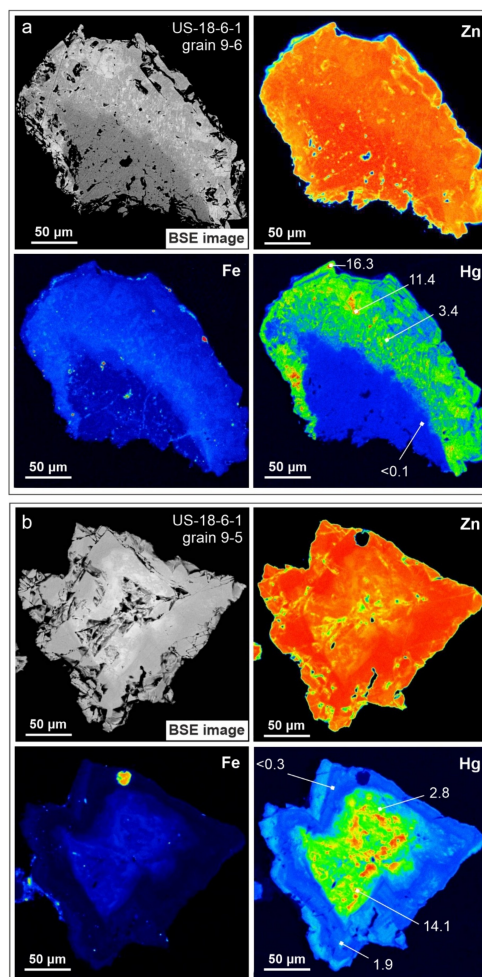 a
US-18-6-1
grain 9-6
50 µm
BSE image
Zn
50 µm
Fe
50 µm
Hg
16.3
11.4
3.4
<0.1
50 µm
b
US-18-6-1
grain 9-5
50 µm
BSE image
Zn
50 µm
Fe
50 µm
Hg
<0.3
2.8
14.1
1.9
50 µm